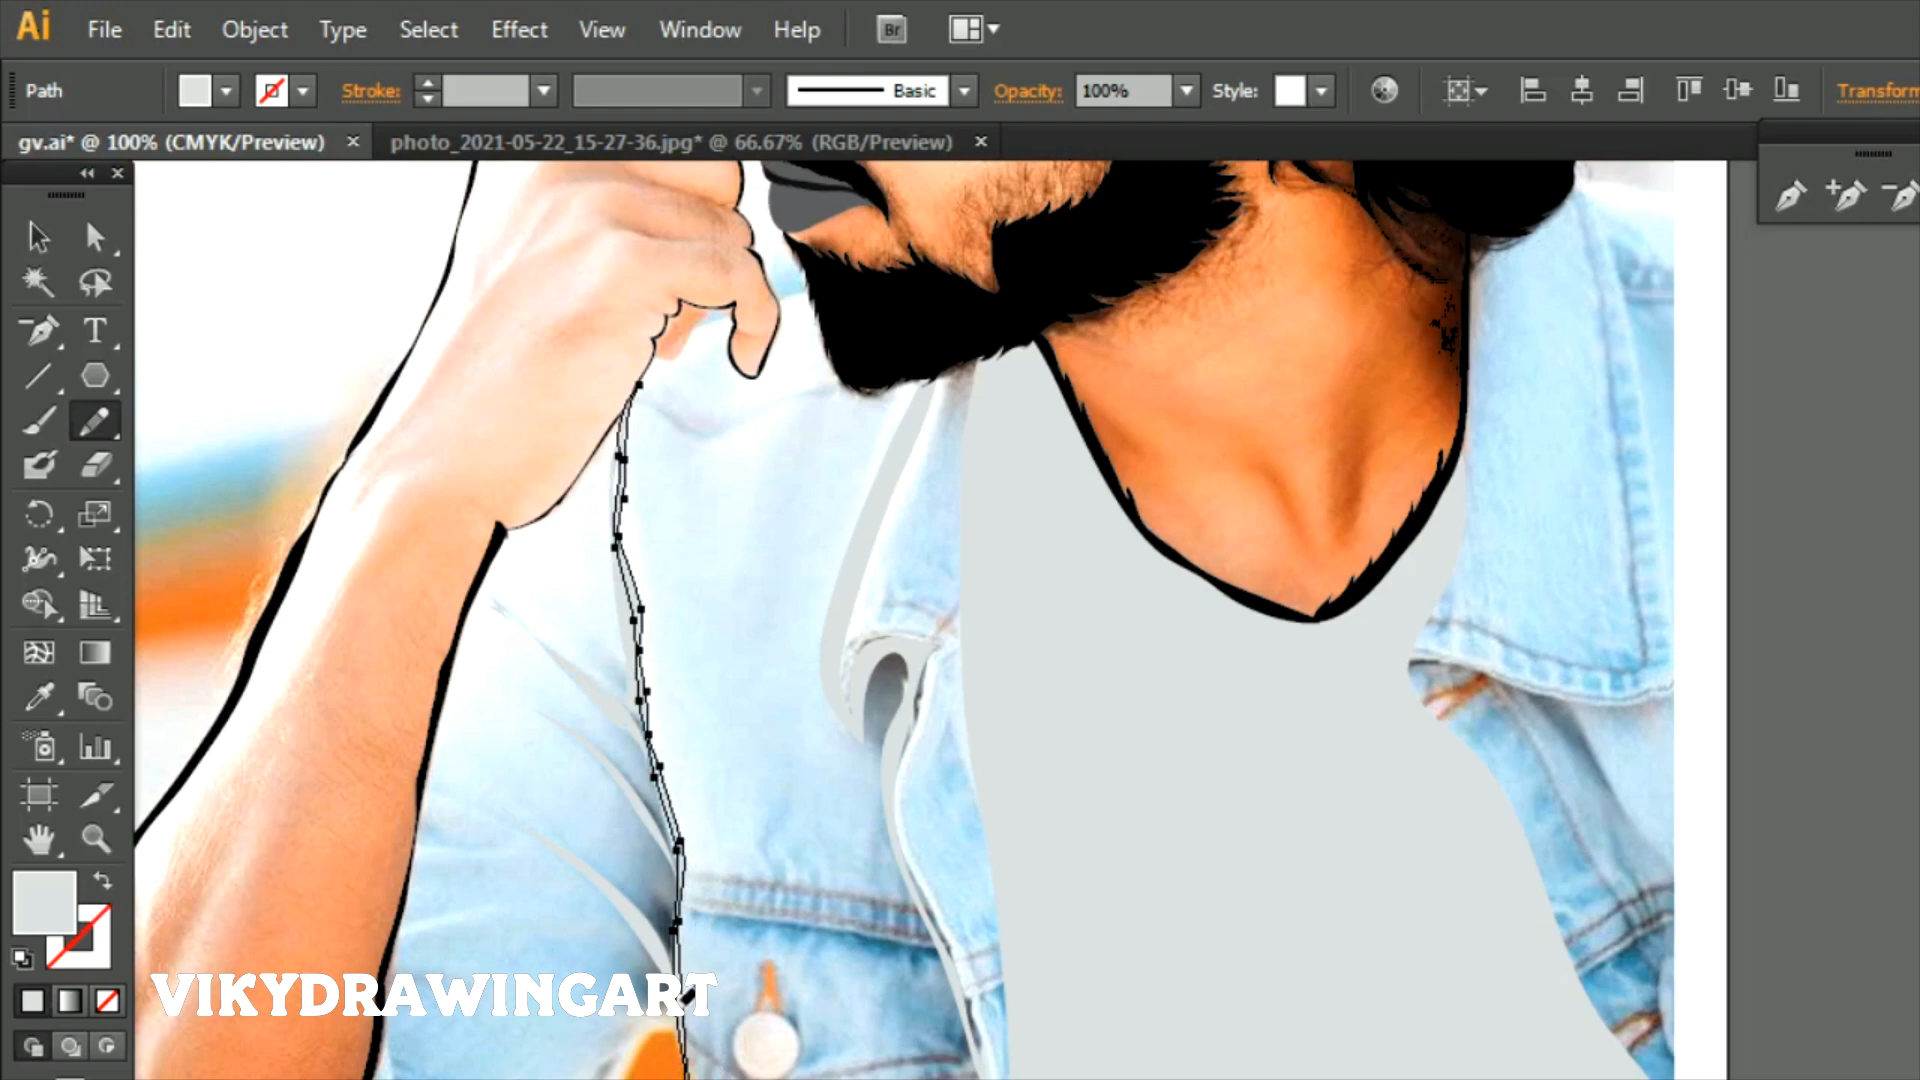 Ai File Edit Object Type Select Effect View Window Help Br
Path Stroke: Basic Opacity: 100% Style: Transform
gv.ai* @ 100% (CMYK/Preview) × photo_2021-05-22_15-27-36.jpg* @ 66.67% (RGB/Preview) ×
T
VIKYDRAWINGART